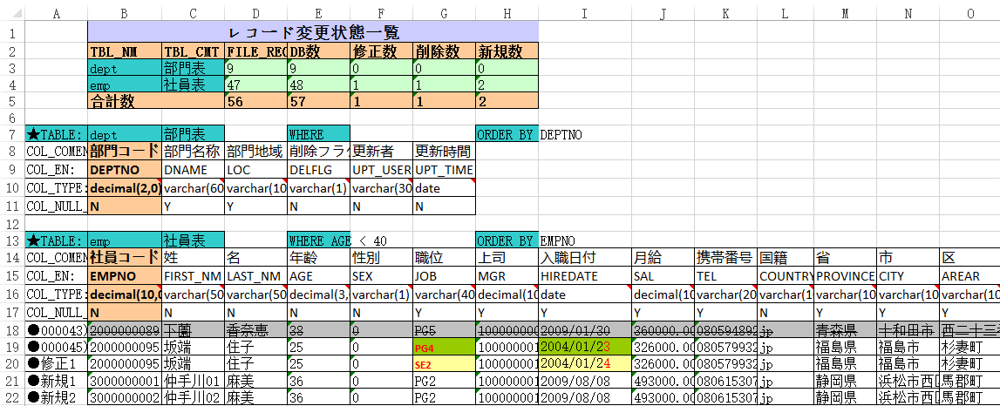 A B C D E F G H I J K L M N O
1 レコード変更状態一覧
2 TBL_NM TBL_CMT FILE_REC DB数 修正数 削除数 新規数
3 dept 部門表 9 9 0 0 0
4 emp 社員表 47 48 1 1 2
5 合計数 56 57 1 1 2
6
7 ★TABLE: dept 部門表 WHERE ORDER BY DEPTNO
8 COL_COMEN 部門コード 部門名称 部門地域 削除フラグ 更新者 更新時間
9 COL_EN: DEPTNO DNAME LOC DELFLG UPT_USER UPT_TIME
10 COL_TYPE: decimal(2,0) varchar(60 varchar(10 varchar(1) varchar(30 date
11 COL_NULL_ N Y Y N N N
12
13 ★TABLE: emp 社員表 WHERE AGE < 40 ORDER BY EMPNO
14 COL_COMEN 社員コード 姓 名 年齢 性別 職位 上司 入職日付 月給 携帯番号 国籍 省 市 区
15 COL_EN: EMPNO FIRST_NM LAST_NM AGE SEX JOB MGR HIREDATE SAL TEL COUNTRY PROVINCE CITY AREAR
16 COL_TYPE: decimal(10,0 varchar(50 varchar(50 decimal(3, varchar(1) varchar(40 decimal(10 date decimal(10 varchar(20 varchar(10 varchar(10 varchar(10 varchar(10
17 COL_NULL_ N N N N N Y Y Y Y Y N Y Y Y
18 ●000043) 2000000089 下薗 香奈恵 38 0 PG5 100000000 2009/01/30 360000.00 080594892 jp 青森県 十和田市 西二十三
19 ●000045) 2000000095 坂端 住子 25 0 PG4 100000001 2004/01/23 326000.00 080579932 jp 福島県 福島市 杉妻町
20 ●修正1 2000000095 坂端 住子 25 0 SE2 100000001 2004/01/24 326000.00 080579932 jp 福島県 福島市 杉妻町
21 ●新規1 3000000001 仲手川01 麻美 36 0 PG2 100000001 2009/08/08 493000.00 080615307 jp 静岡県 浜松市西区 馬郡町
22 ●新規2 3000000002 仲手川02 麻美 36 0 PG2 100000001 2009/08/08 493000.00 080615307 jp 静岡県 浜松市西区 馬郡町